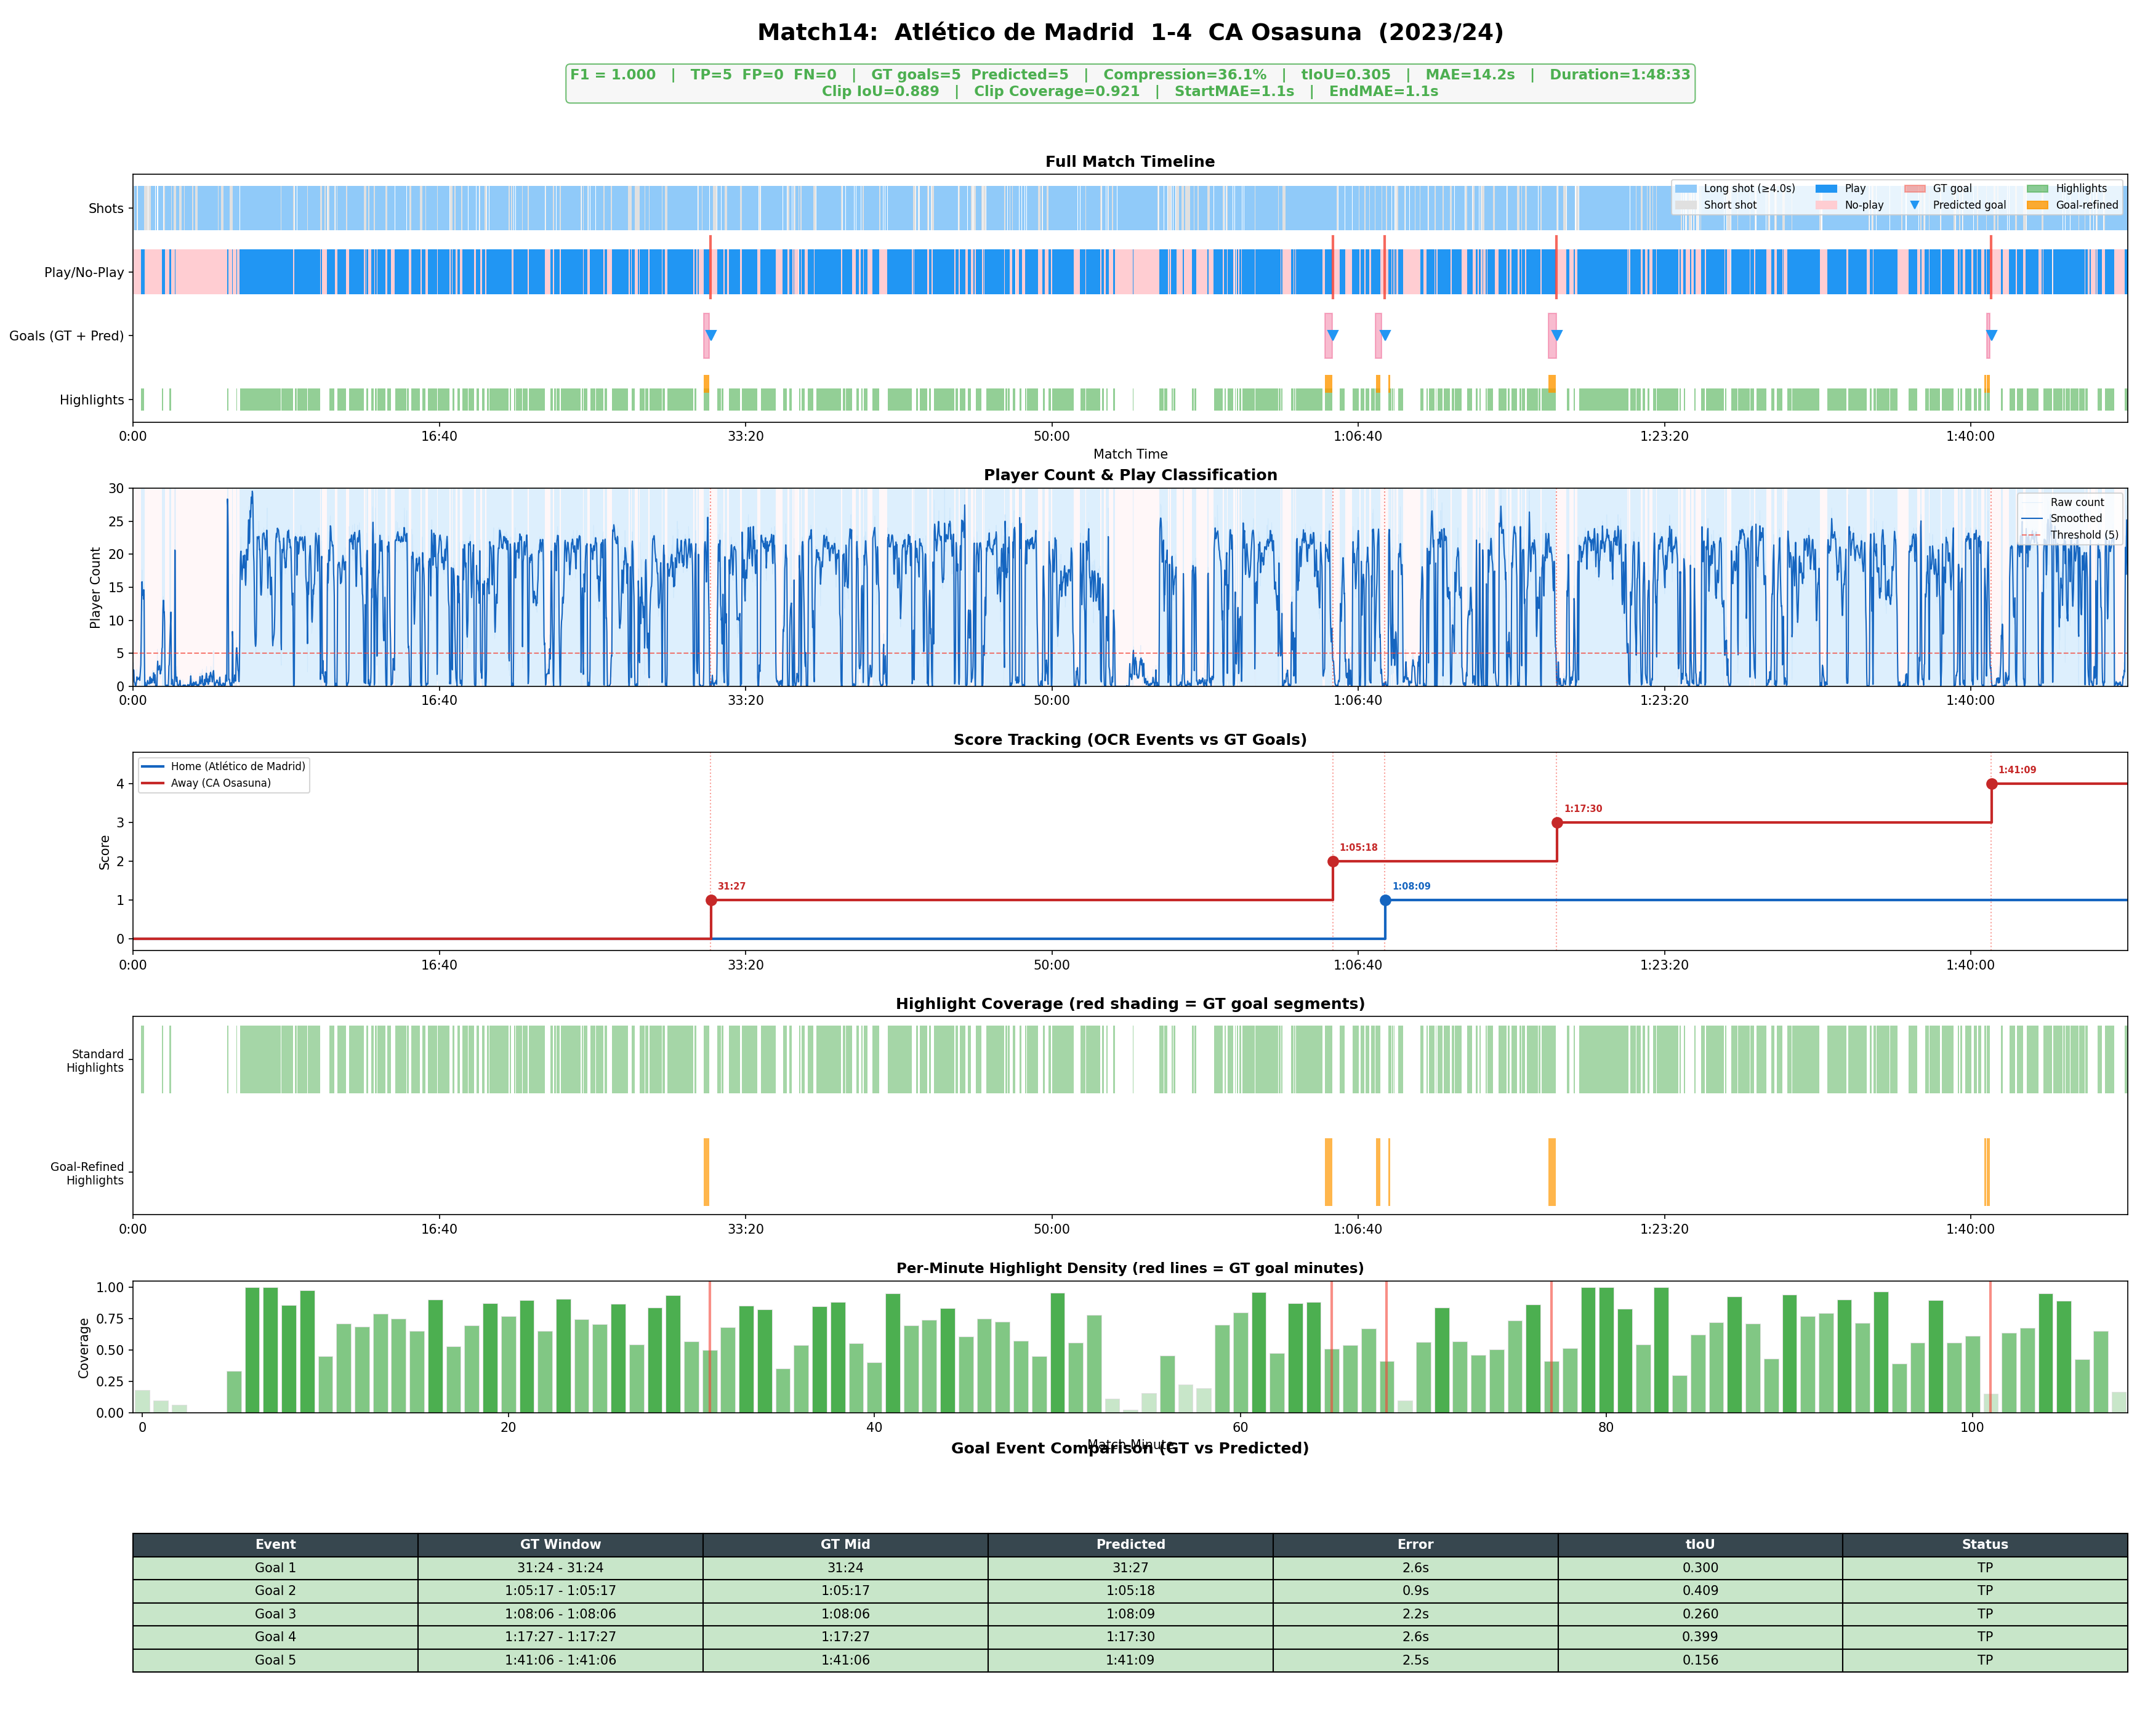 Match14:  Atlético de Madrid  1-4  CA Osasuna  (2023/24)
F1 = 1.000   |   TP=5  FP=0  FN=0   |   GT goals=5  Predicted=5   |   Compression=36.1%   |   tIoU=0.305   |   MAE=14.2s   |   Duration=1:48:33
Clip IoU=0.889   |   Clip Coverage=0.921   |   StartMAE=1.1s   |   EndMAE=1.1s
Full Match Timeline
Long shot (≥4.0s) Play GT goal Highlights
Short shot No-play Predicted goal Goal-refined
Shots
Play/No-Play
Goals (GT + Pred)
Highlights
0:00 16:40 33:20 50:00 1:06:40 1:23:20 1:40:00
Match Time
Player Count & Play Classification
Raw count
Smoothed
Threshold (5)
Player Count
30
25
20
15
10
5
0
0:00 16:40 33:20 50:00 1:06:40 1:23:20 1:40:00
Score Tracking (OCR Events vs GT Goals)
Home (Atlético de Madrid)
Away (CA Osasuna)
Score
4
3
2
1
0
31:27
1:05:18
1:08:09
1:17:30
1:41:09
0:00 16:40 33:20 50:00 1:06:40 1:23:20 1:40:00
Highlight Coverage (red shading = GT goal segments)
Standard
Highlights
Goal-Refined
Highlights
0:00 16:40 33:20 50:00 1:06:40 1:23:20 1:40:00
Per-Minute Highlight Density (red lines = GT goal minutes)
Coverage
1.00
0.75
0.50
0.25
0.00
0 20 40 60 80 100
Match Minute
Goal Event Comparison (GT vs Predicted)
Event GT Window GT Mid Predicted Error tIoU Status
Goal 1 31:24 - 31:24 31:24 31:27 2.6s 0.300 TP
Goal 2 1:05:17 - 1:05:17 1:05:17 1:05:18 0.9s 0.409 TP
Goal 3 1:08:06 - 1:08:06 1:08:06 1:08:09 2.2s 0.260 TP
Goal 4 1:17:27 - 1:17:27 1:17:27 1:17:30 2.6s 0.399 TP
Goal 5 1:41:06 - 1:41:06 1:41:06 1:41:09 2.5s 0.156 TP